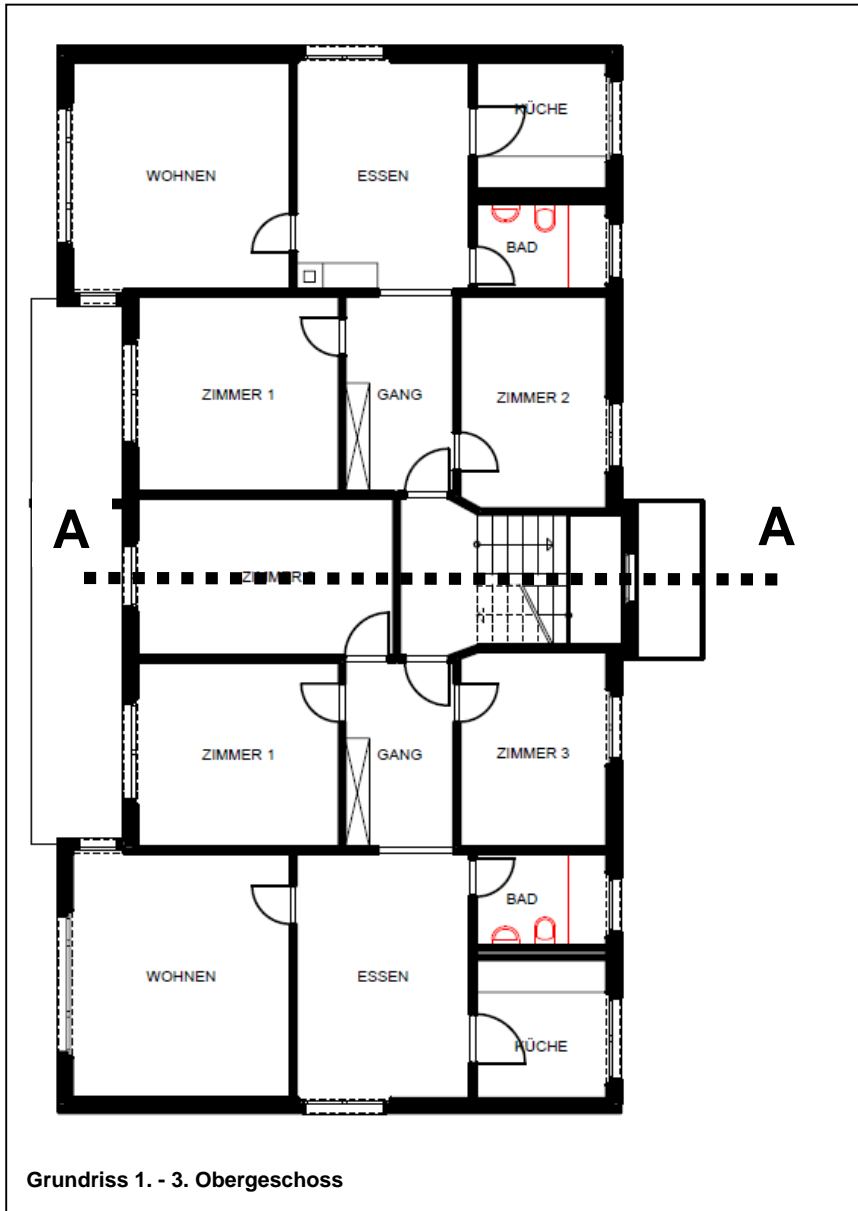 KÜCHE
WOHNEN
ESSEN
BAD
ZIMMER 1
GANG
ZIMMER 2
A
A
ZIMMER
ZIMMER 1
GANG
ZIMMER 3
BAD
WOHNEN
ESSEN
KÜCHE
Grundriss 1. - 3. Obergeschoss